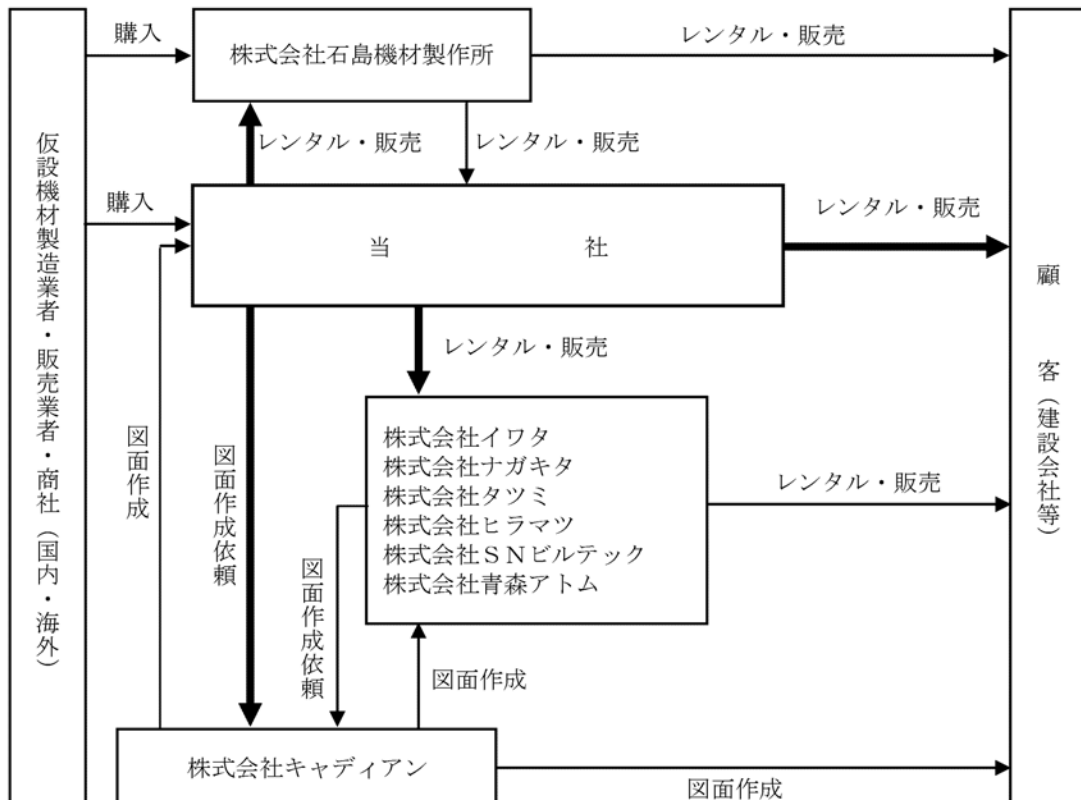 購入
株式会社石島機材製作所
レンタル・販売
レンタル・販売
レンタル・販売
仮設機材製造業者・販売業者・商社（国内・海外）
購入
当　　社
レンタル・販売
顧　　客（建設会社等）
レンタル・販売
図面作成
図面作成依頼
株式会社イワタ
株式会社ナガキタ
株式会社タツミ
株式会社ヒラマツ
株式会社ＳＮビルテック
株式会社青森アトム
レンタル・販売
図面作成依頼
図面作成
株式会社キャディアン
図面作成